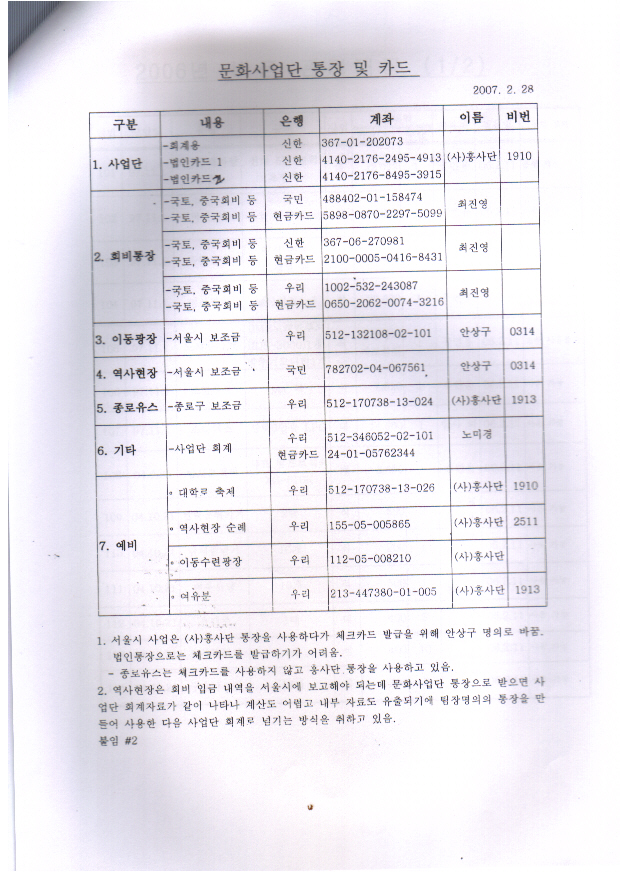 문화사업단 통장 및 카드
2007. 2. 28
구분 내용 은행 계좌 이름 비번
1. 사업단 -회계용 신한 367-01-202073 (사)흥사단 1910
-법인카드 1 신한 4140-2176-2495-4913
-법인카드 2 신한 4140-2176-8495-3915
2. 회비통장 -국토, 중국회비 등 국민 488402-01-158474 최진영
-국토, 중국회비 등 현금카드 5898-0870-2297-5099
-국토, 중국회비 등 신한 367-06-270981 최진영
-국토, 중국회비 등 현금카드 2100-0005-0416-8431
-국토, 중국회비 등 우리 1002-532-243087 최진영
-국토, 중국회비 등 현금카드 0650-2062-0074-3216
3. 이동광장 -서울시 보조금 우리 512-132108-02-101 안상구 0314
4. 역사현장 -서울시 보조금 국민 782702-04-067561 안상구 0314
5. 종로유스 -종로구 보조금 우리 512-170738-13-024 (사)흥사단 1913
6. 기타 -사업단 회계 우리 512-346052-02-101 노미경
현금카드 24-01-05762344
7. 예비 ◦ 대학로 축제 우리 512-170738-13-026 (사)흥사단 1910
◦ 역사현장 순례 우리 155-05-005865 (사)흥사단 2511
◦ 이동수련광장 우리 112-05-008210 (사)흥사단
◦ 여유분 우리 213-447380-01-005 (사)흥사단 1913
1. 서울시 사업은 (사)흥사단 통장을 사용하다가 체크카드 발급을 위해 안상구 명의로 바꿈.
법인통장으로는 체크카드를 발급하기가 어려움.
- 종로유스는 체크카드를 사용하지 않고 흥사단 통장을 사용하고 있음.
2. 역사현장은 회비 입금 내역을 서울시에 보고해야 되는데 문화사업단 통장으로 받으면 사
업단 회계자료가 같이 나타나 계산도 어렵고 내부 자료도 유출되기에 팀장명의의 통장을 만
들어 사용한 다음 사업단 회계로 넘기는 방식을 취하고 있음.
붙임 #2